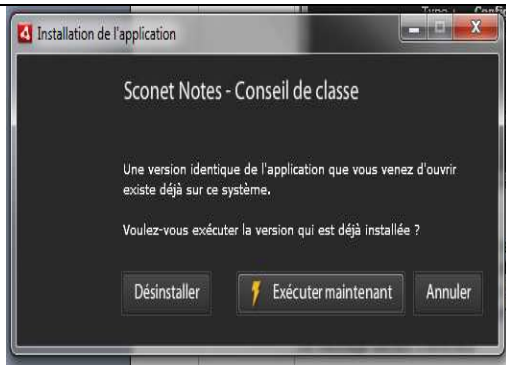 Installation de l'application
Sconet Notes - Conseil de classe
Une version identique de l'application que vous venez d'ouvrir
existe déjà sur ce système.
Voulez-vous exécuter la version qui est déjà installée ?
Désinstaller
Exécuter maintenant
Annuler